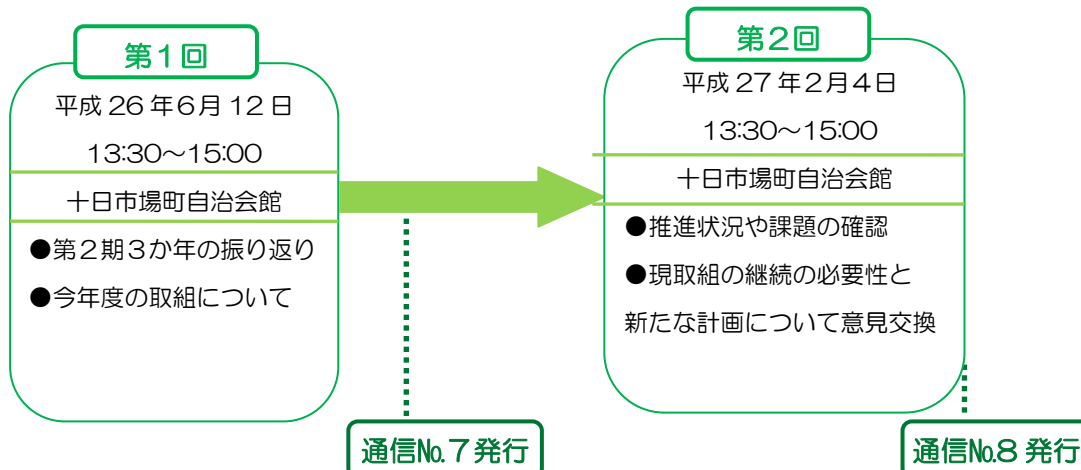 第１回
平成26年６月12日
13:30～15:00
十日市場町自治会館
●第２期３か年の振り返り
●今年度の取組について
通信№７発行
第２回
平成27年２月４日
13:30～15:00
十日市場町自治会館
●推進状況や課題の確認
●現取組の継続の必要性と
新たな計画について意見交換
通信№８発行